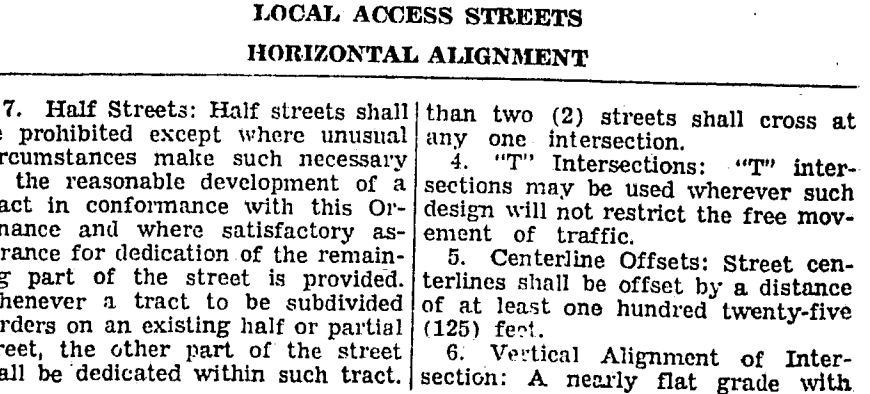 LOCAL ACCESS STREETS
HORIZONTAL ALIGNMENT
7. Half Streets: Half streets shall
prohibited except where unusual
rcumstances make such necessary
the reasonable development of a
act in conformance with this Or-
nance and where satisfactory as-
rance for dedication of the remain-
g part of the street is provided.
henever a tract to be subdivided
rders on an existing half or partial
reet, the other part of the street
all be dedicated within such tract.
than two (2) streets shall cross at
any one intersection.
4. "T" Intersections: "T" inter-
sections may be used wherever such
design will not restrict the free mov-
ement of traffic.
5. Centerline Offsets: Street cen-
terlines shall be offset by a distance
of at least one hundred twenty-five
(125) feet.
6. Vertical Alignment of Inter-
section: A nearly flat grade with